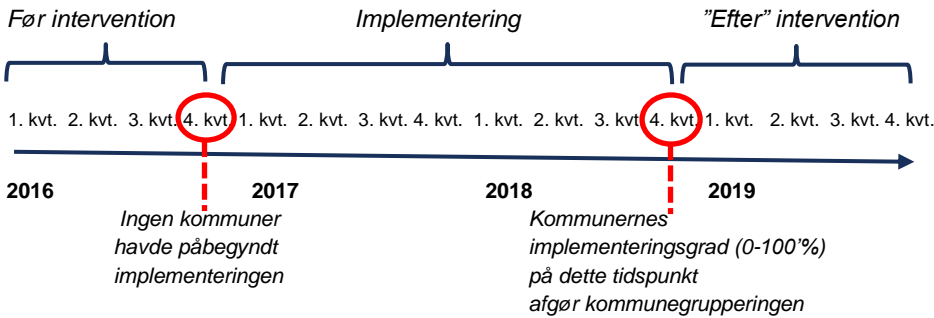 Før intervention Implementering ”Efter” intervention
1. kvt. 2. kvt. 3. kvt. 4. kvt. 1. kvt. 2. kvt. 3. kvt. 4. kvt. 1. kvt. 2. kvt. 3. kvt. 4. kvt. 1. kvt. 2. kvt. 3. kvt. 4. kvt.
2016 2017 2018 2019
Ingen kommuner
havde påbegyndt
implementeringen
Kommunernes
implementeringsgrad (0-100'%)
på dette tidspunkt
afgør kommunegrupperingen